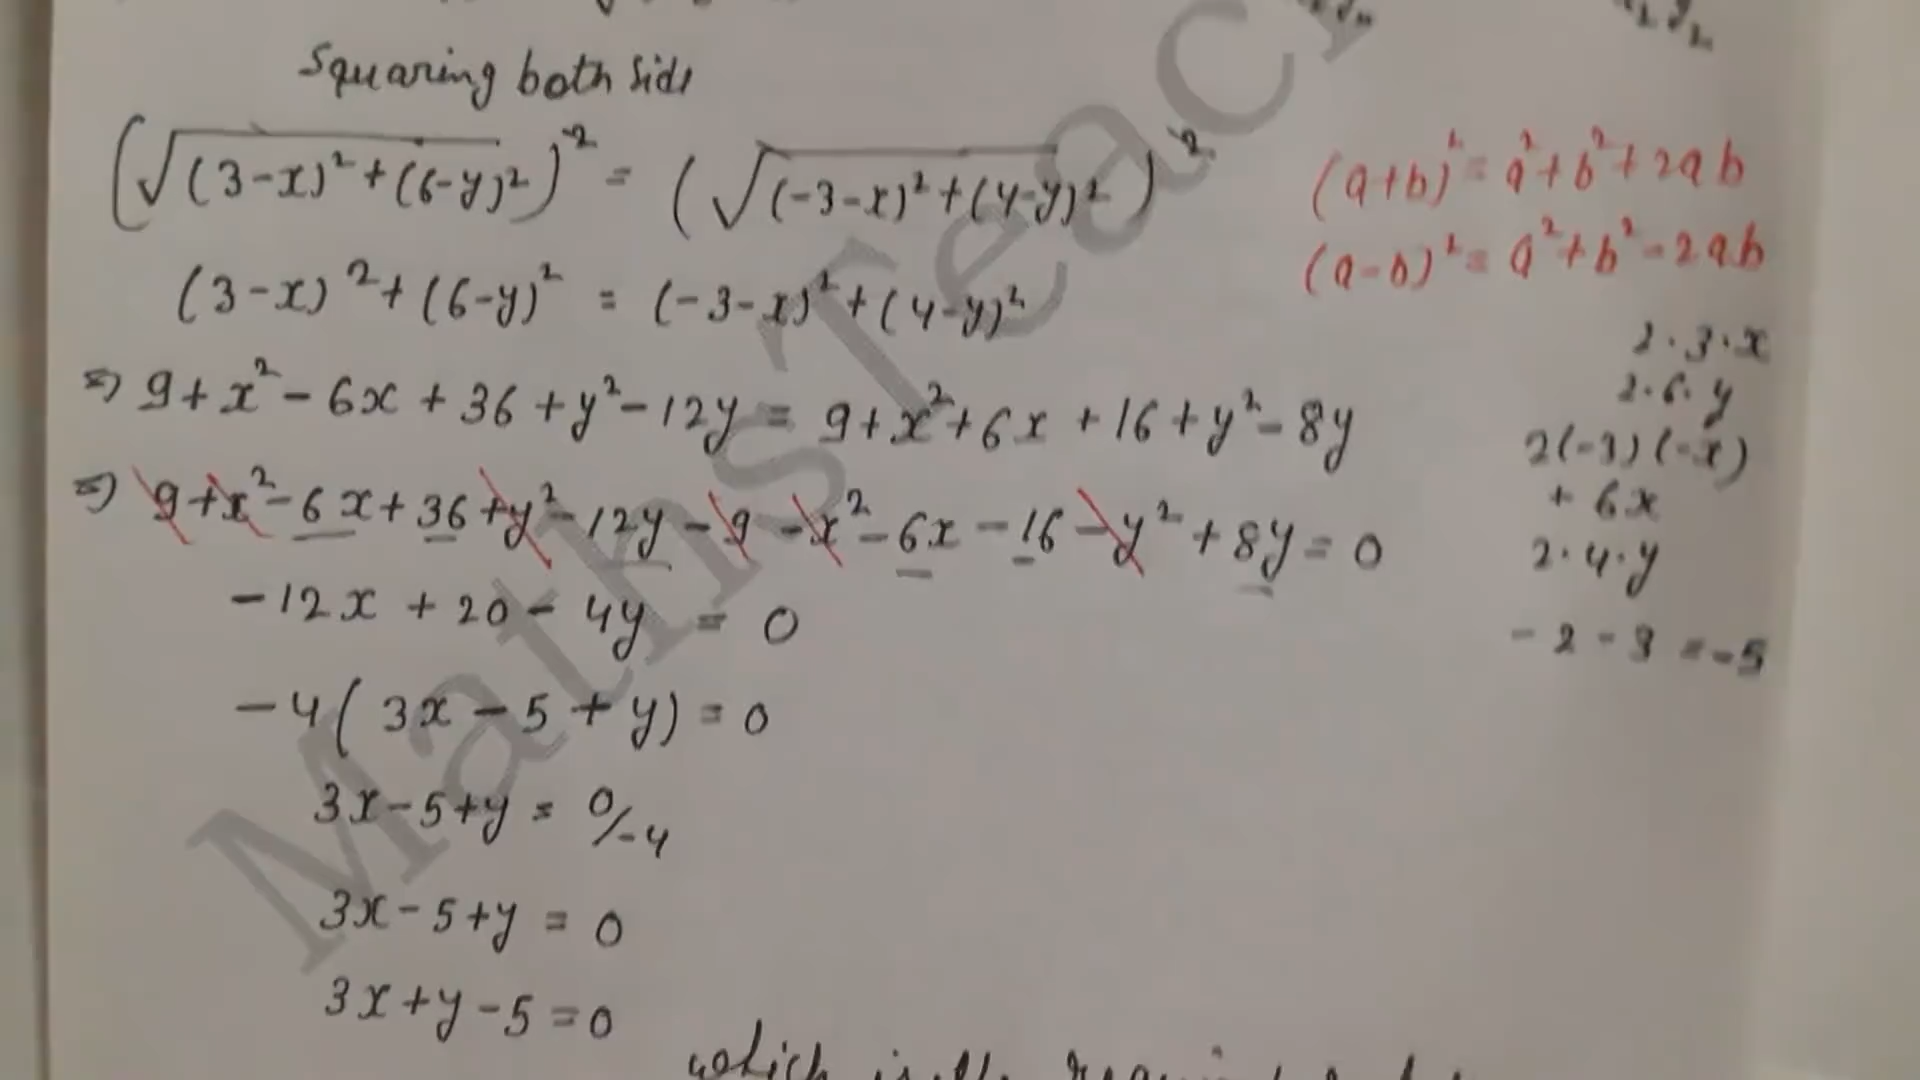 Squaring both side
(√(3-x)²+(6-y)²)² = (√(-3-x)²+(4-y)²)²
(a+b)² = a²+b²+2ab
(3-x)²+(6-y)² = (-3-x)²+(4-y)²
(a-b)² = a²+b²-2ab
2·3·x
⇒ 9+x²-6x+36+y²-12y = 9+x²+6x+16+y²-8y
2·6·y
2(-3)(-x)
⇒ 9+x²-6x+36+y²-12y-9-x²-6x-16-y²+8y=0
+6x
2·4·y
-12x+20-4y = 0
-2-3=-5
-4(3x-5+y)=0
3x-5+y = 0/-4
3x-5+y = 0
3x+y-5=0
which is the
MathsTeac